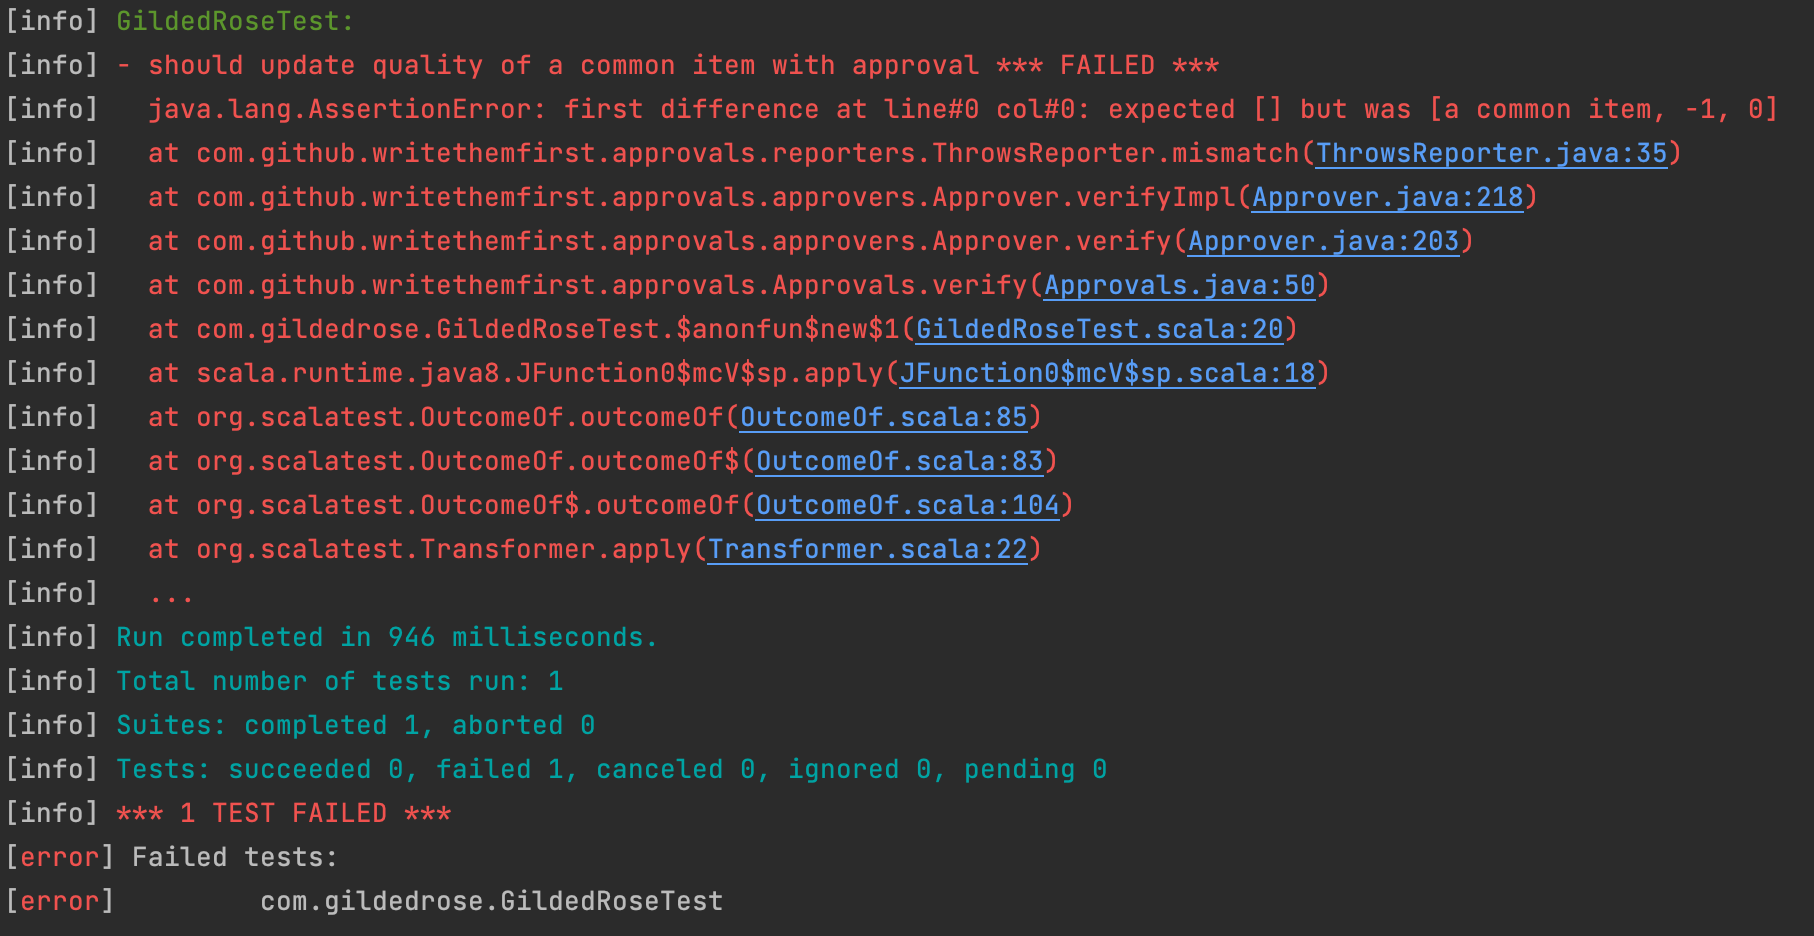 [info] GildedRoseTest:
[info] - should update quality of a common item with approval *** FAILED ***
[info]   java.lang.AssertionError: first difference at line#0 col#0: expected [] but was [a common item, -1, 0]
[info]   at com.github.writethemfirst.approvals.reporters.ThrowsReporter.mismatch(ThrowsReporter.java:35)
[info]   at com.github.writethemfirst.approvals.approvers.Approver.verifyImpl(Approver.java:218)
[info]   at com.github.writethemfirst.approvals.approvers.Approver.verify(Approver.java:203)
[info]   at com.github.writethemfirst.approvals.Approvals.verify(Approvals.java:50)
[info]   at com.gildedrose.GildedRoseTest.$anonfun$new$1(GildedRoseTest.scala:20)
[info]   at scala.runtime.java8.JFunction0$mcV$sp.apply(JFunction0$mcV$sp.scala:18)
[info]   at org.scalatest.OutcomeOf.outcomeOf(OutcomeOf.scala:85)
[info]   at org.scalatest.OutcomeOf.outcomeOf$(OutcomeOf.scala:83)
[info]   at org.scalatest.OutcomeOf$.outcomeOf(OutcomeOf.scala:104)
[info]   at org.scalatest.Transformer.apply(Transformer.scala:22)
[info]   ...
[info] Run completed in 946 milliseconds.
[info] Total number of tests run: 1
[info] Suites: completed 1, aborted 0
[info] Tests: succeeded 0, failed 1, canceled 0, ignored 0, pending 0
[info] *** 1 TEST FAILED ***
[error] Failed tests:
[error]         com.gildedrose.GildedRoseTest